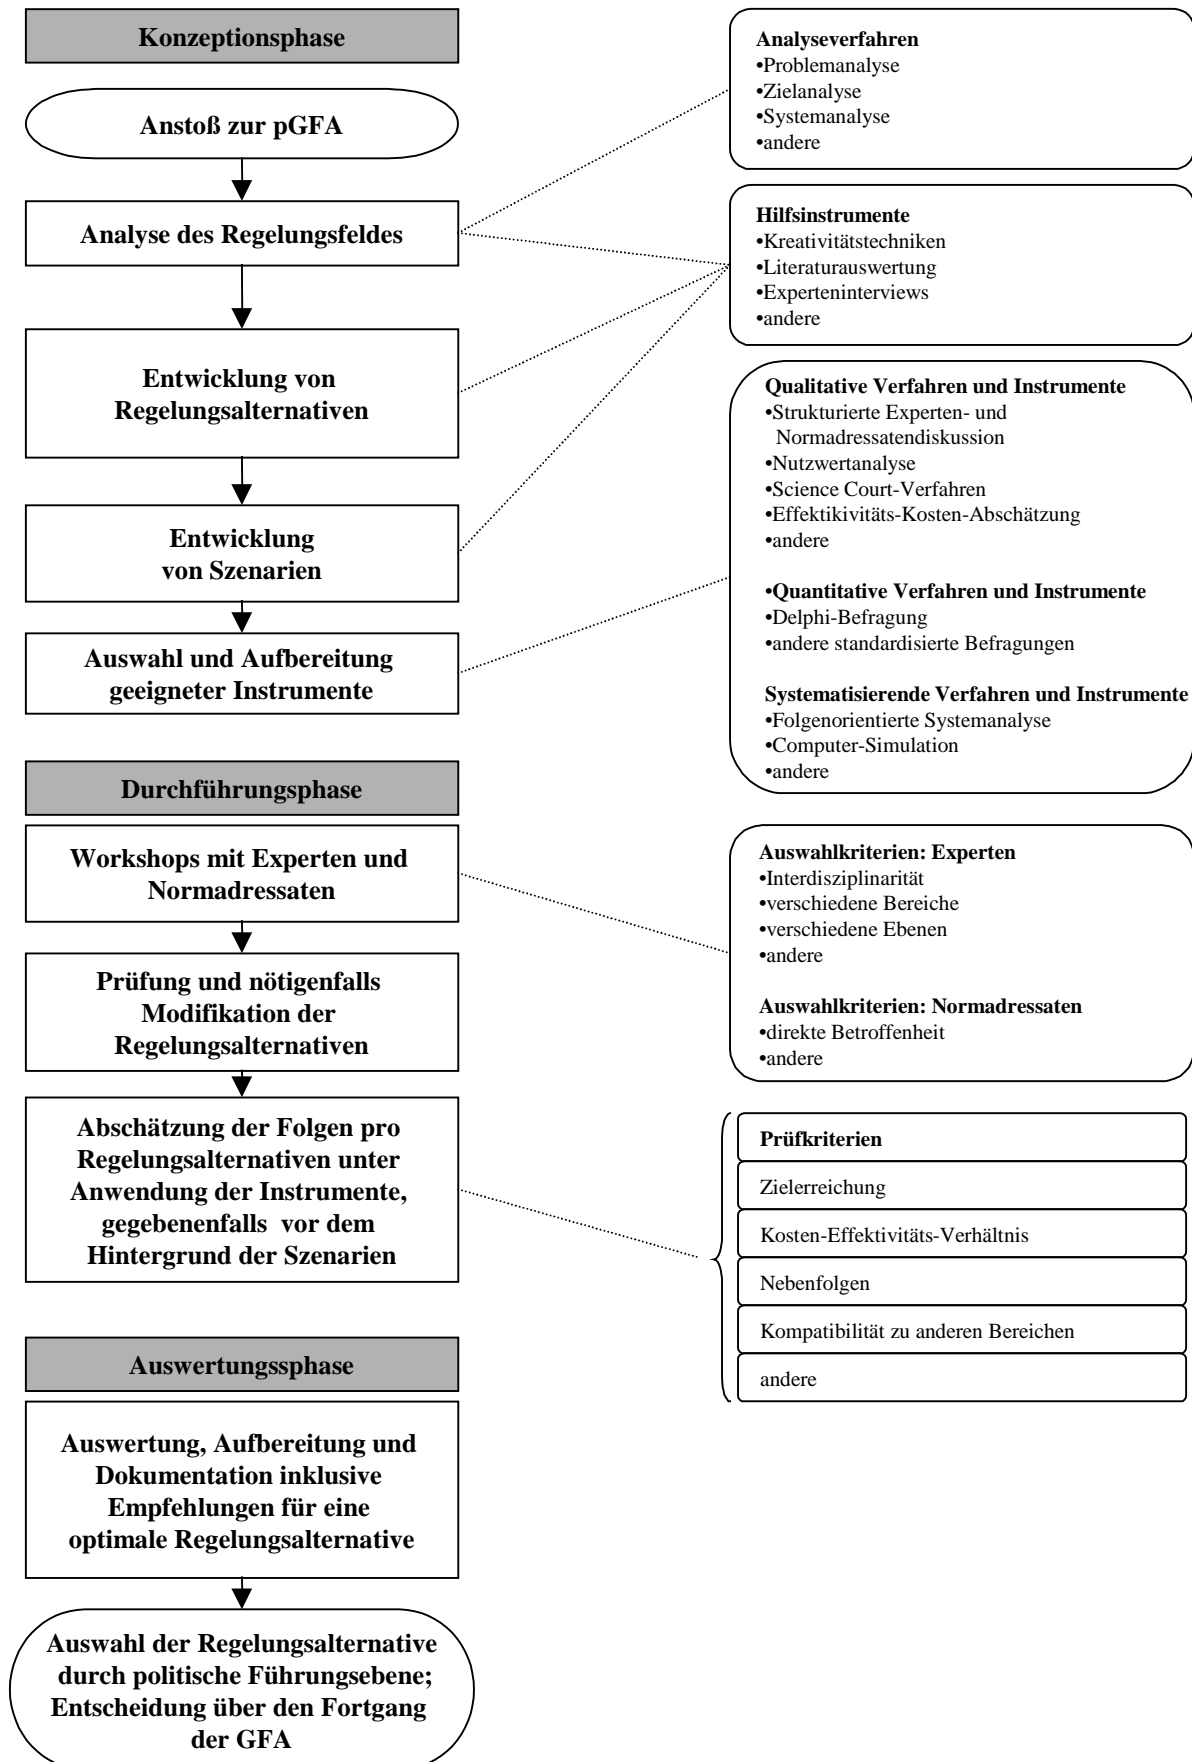 Konzeptionsphase
Anstoß zur pGFA
Analyse des Regelungsfeldes
Entwicklung von
Regelungsalternativen
Entwicklung
von Szenarien
Auswahl und Aufbereitung
geeigneter Instrumente
Analyseverfahren
•Problemanalyse
•Zielanalyse
•Systemanalyse
•andere
Hilfsinstrumente
•Kreativitätstechniken
•Literaturauswertung
•Experteninterviews
•andere
Qualitative Verfahren und Instrumente
•Strukturierte Experten- und
Normadressatendiskussion
•Nutzwertanalyse
•Science Court-Verfahren
•Effektikivitäts-Kosten-Abschätzung
•andere
•Quantitative Verfahren und Instrumente
•Delphi-Befragung
•andere standardisierte Befragungen
Systematisierende Verfahren und Instrumente
•Folgenorientierte Systemanalyse
•Computer-Simulation
•andere
Durchführungsphase
Workshops mit Experten und
Normadressaten
Prüfung und nötigenfalls
Modifikation der
Regelungsalternativen
Abschätzung der Folgen pro
Regelungsalternativen unter
Anwendung der Instrumente,
gegebenenfalls vor dem
Hintergrund der Szenarien
Auswahlkriterien: Experten
•Interdisziplinarität
•verschiedene Bereiche
•verschiedene Ebenen
•andere
Auswahlkriterien: Normadressaten
•direkte Betroffenheit
•andere
Prüfkriterien
Zielerreichung
Kosten-Effektivitäts-Verhältnis
Nebenfolgen
Kompatibilität zu anderen Bereichen
andere
Auswertungssphase
Auswertung, Aufbereitung und
Dokumentation inklusive
Empfehlungen für eine
optimale Regelungsalternative
Auswahl der Regelungsalternative
durch politische Führungsebene;
Entscheidung über den Fortgang
der GFA